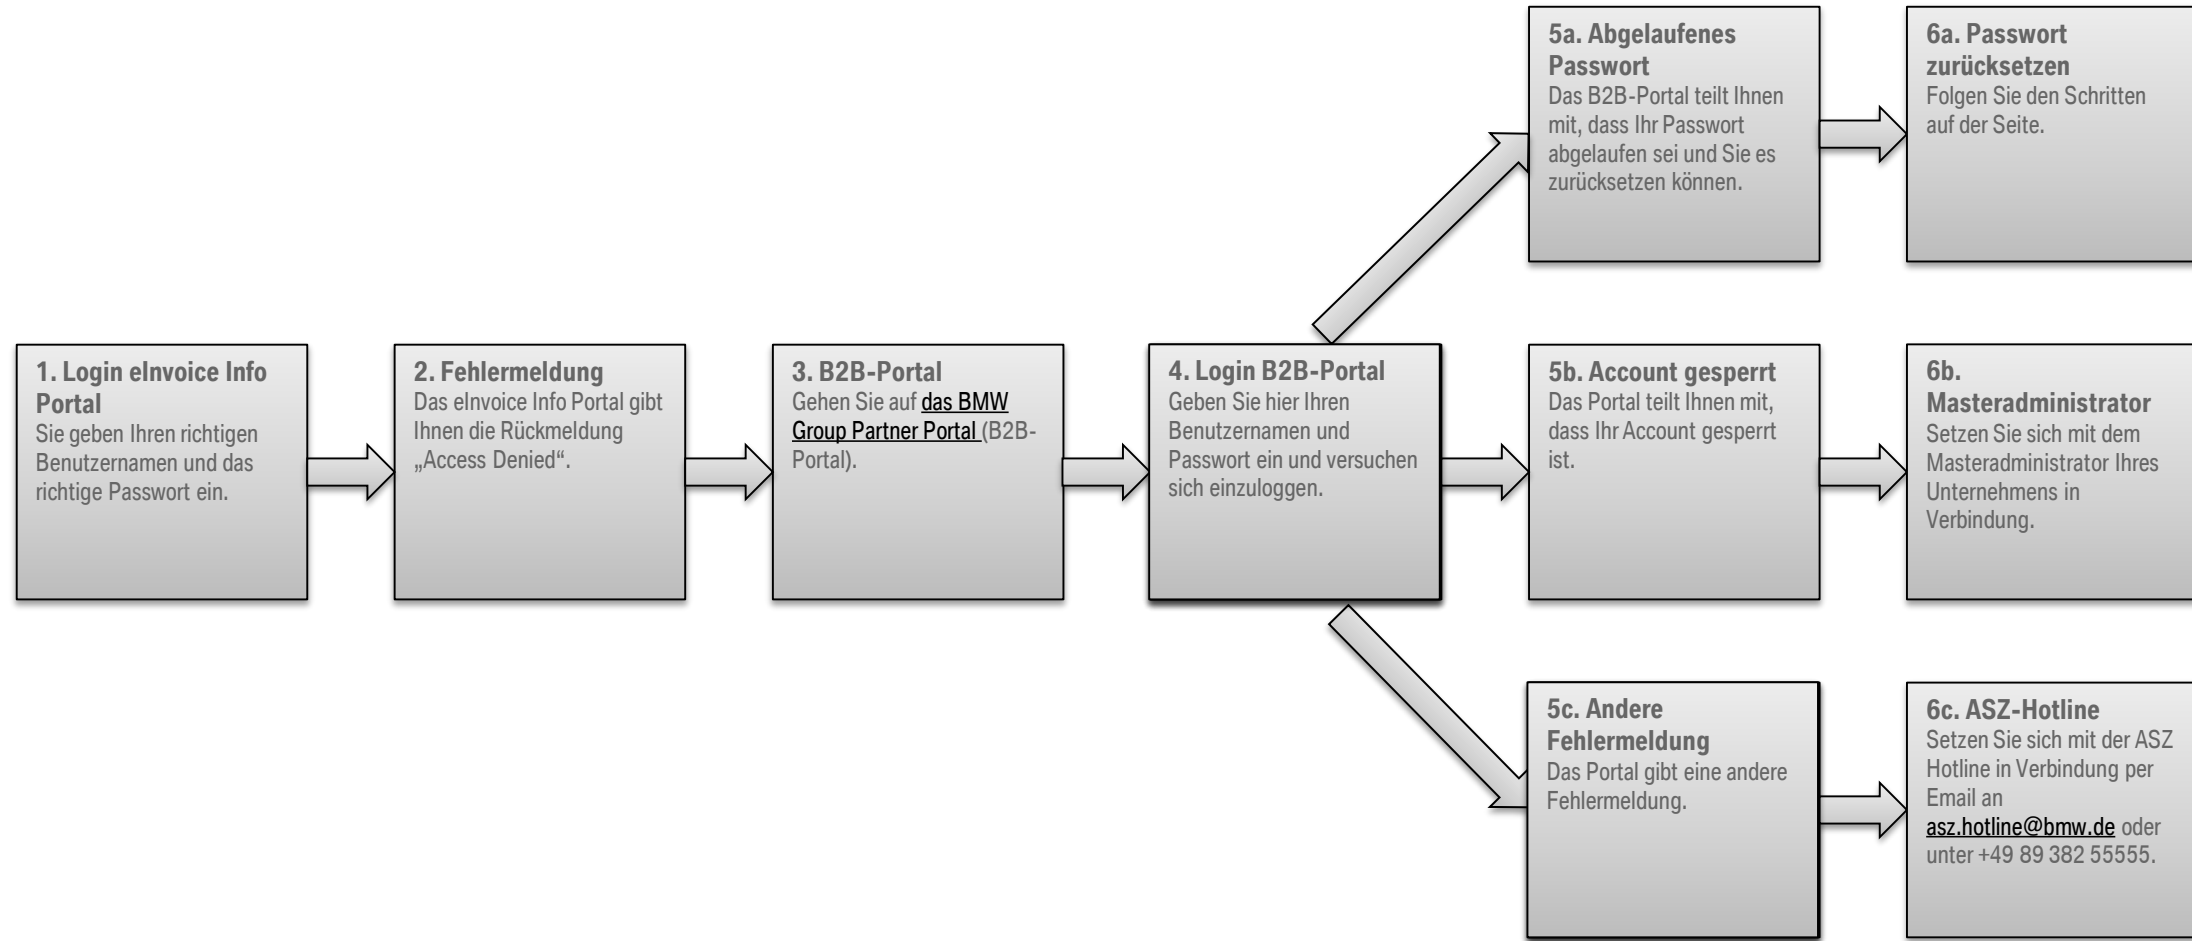 1. Login eInvoice Info
Portal
Sie geben Ihren richtigen
Benutzernamen und das
richtige Passwort ein.
2. Fehlermeldung
Das eInvoice Info Portal gibt
Ihnen die Rückmeldung
„Access Denied“.
3. B2B-Portal
Gehen Sie auf das BMW
Group Partner Portal (B2B-
Portal).
4. Login B2B-Portal
Geben Sie hier Ihren
Benutzernamen und
Passwort ein und versuchen
sich einzuloggen.
5a. Abgelaufenes
Passwort
Das B2B-Portal teilt Ihnen
mit, dass Ihr Passwort
abgelaufen sei und Sie es
zurücksetzen können.
6a. Passwort
zurücksetzen
Folgen Sie den Schritten
auf der Seite.
5b. Account gesperrt
Das Portal teilt Ihnen mit,
dass Ihr Account gesperrt
ist.
6b.
Masteradministrator
Setzen Sie sich mit dem
Masteradministrator Ihres
Unternehmens in
Verbindung.
5c. Andere
Fehlermeldung
Das Portal gibt eine andere
Fehlermeldung.
6c. ASZ-Hotline
Setzen Sie sich mit der ASZ
Hotline in Verbindung per
Email an
asz.hotline@bmw.de oder
unter +49 89 382 55555.